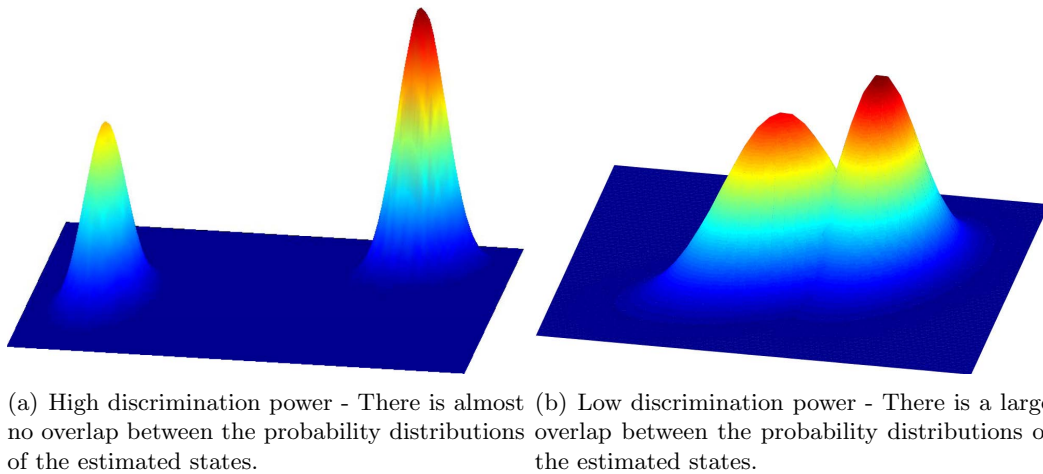 (a) High discrimination power - There is almost
no overlap between the probability distributions
of the estimated states.
(b) Low discrimination power - There is a large
overlap between the probability distributions o
the estimated states.